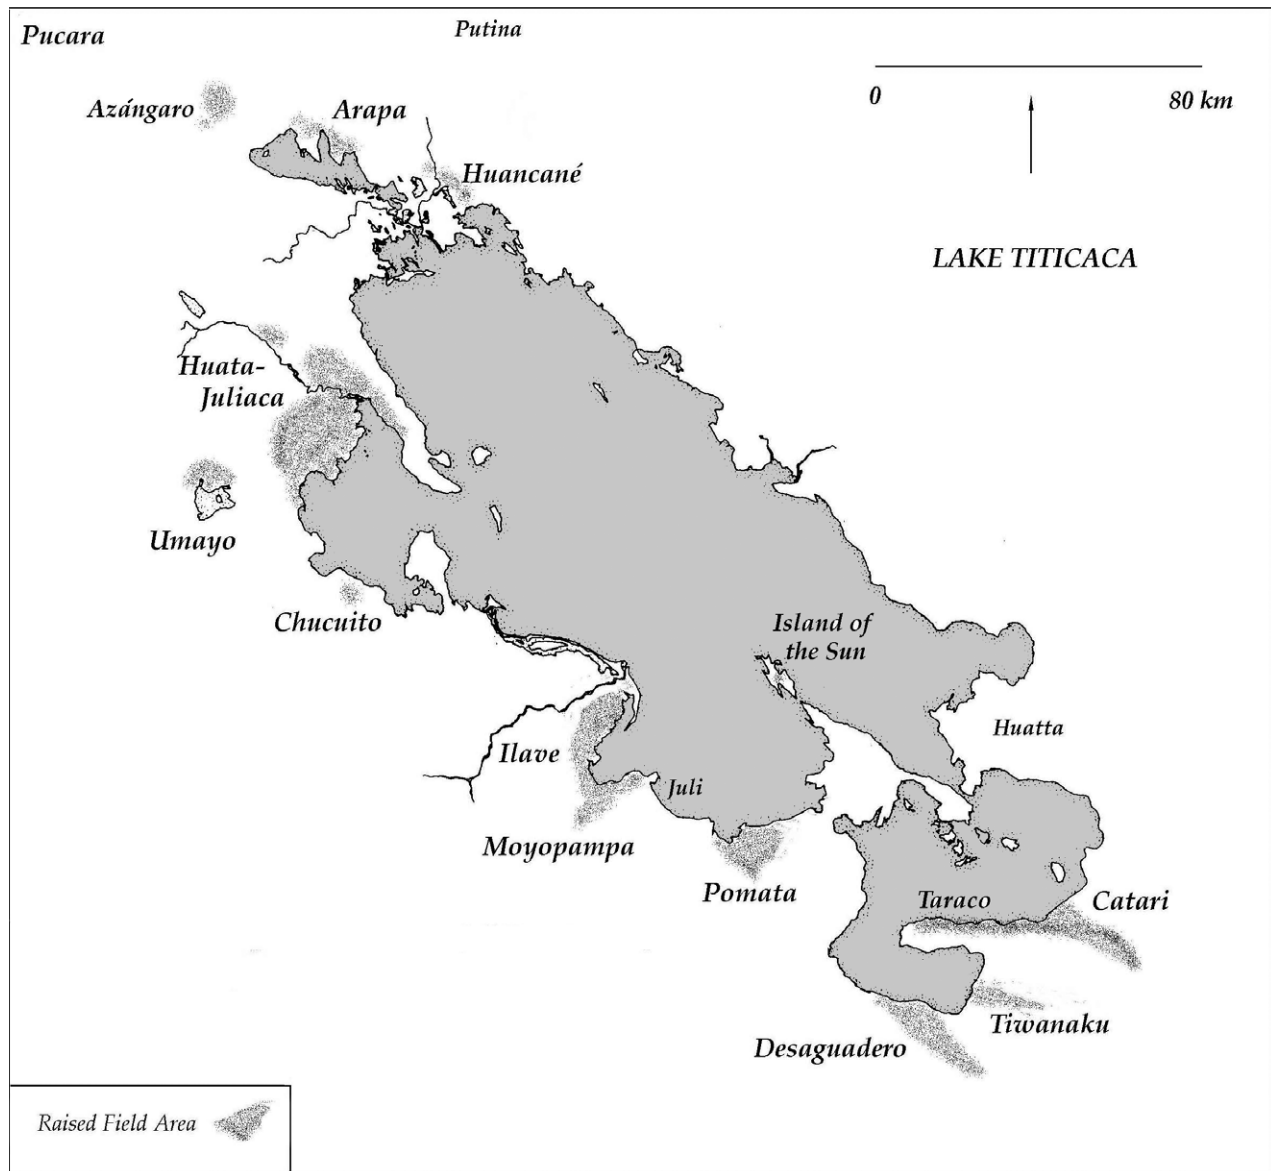 Pucara
Putina
Azángaro
Arapa
0
80 km
Huancané
LAKE TITICACA
Huata-
Juliaca
Umayo
Chucuito
Island of
the Sun
Huatta
Ilave
Juli
Moyopampa
Pomata
Taraco
Catari
Tiwanaku
Desaguadero
Raised Field Area